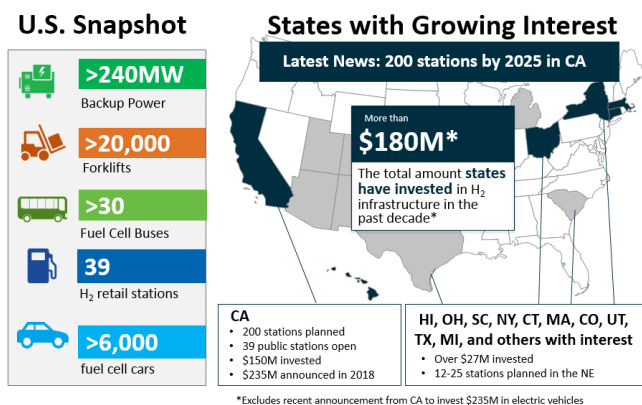 U.S. Snapshot
>240MW
Backup Power
>20,000
Forklifts
>30
Fuel Cell Buses
39
H₂ retail stations
>6,000
fuel cell cars
States with Growing Interest
Latest News: 200 stations by 2025 in CA
More than
$180M*
The total amount states
have invested in H₂
infrastructure in the
past decade*
CA
• 200 stations planned
• 39 public stations open
• $150M invested
• $235M announced in 2018
HI, OH, SC, NY, CT, MA, CO, UT,
TX, MI, and others with interest
• Over $27M invested
• 12-25 stations planned in the NE
*Excludes recent announcement from CA to invest $235M in electric vehicles